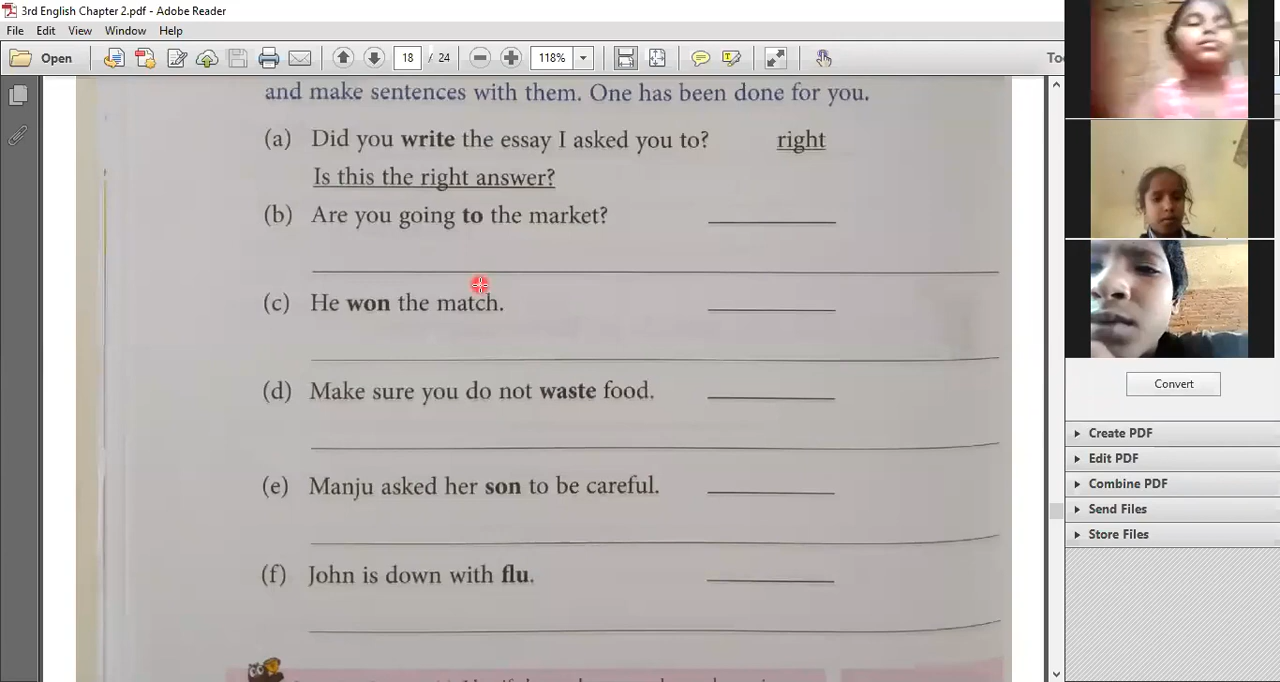 3rd English Chapter 2.pdf - Adobe Reader
File Edit View Window Help
Open 18 / 24 118% To
and make sentences with them. One has been done for you.
(a) Did you write the essay I asked you to? right
Is this the right answer?
(b) Are you going to the market?
(c) He won the match.
(d) Make sure you do not waste food.
(e) Manju asked her son to be careful.
(f) John is down with flu.
Convert
Create PDF
Edit PDF
Combine PDF
Send Files
Store Files